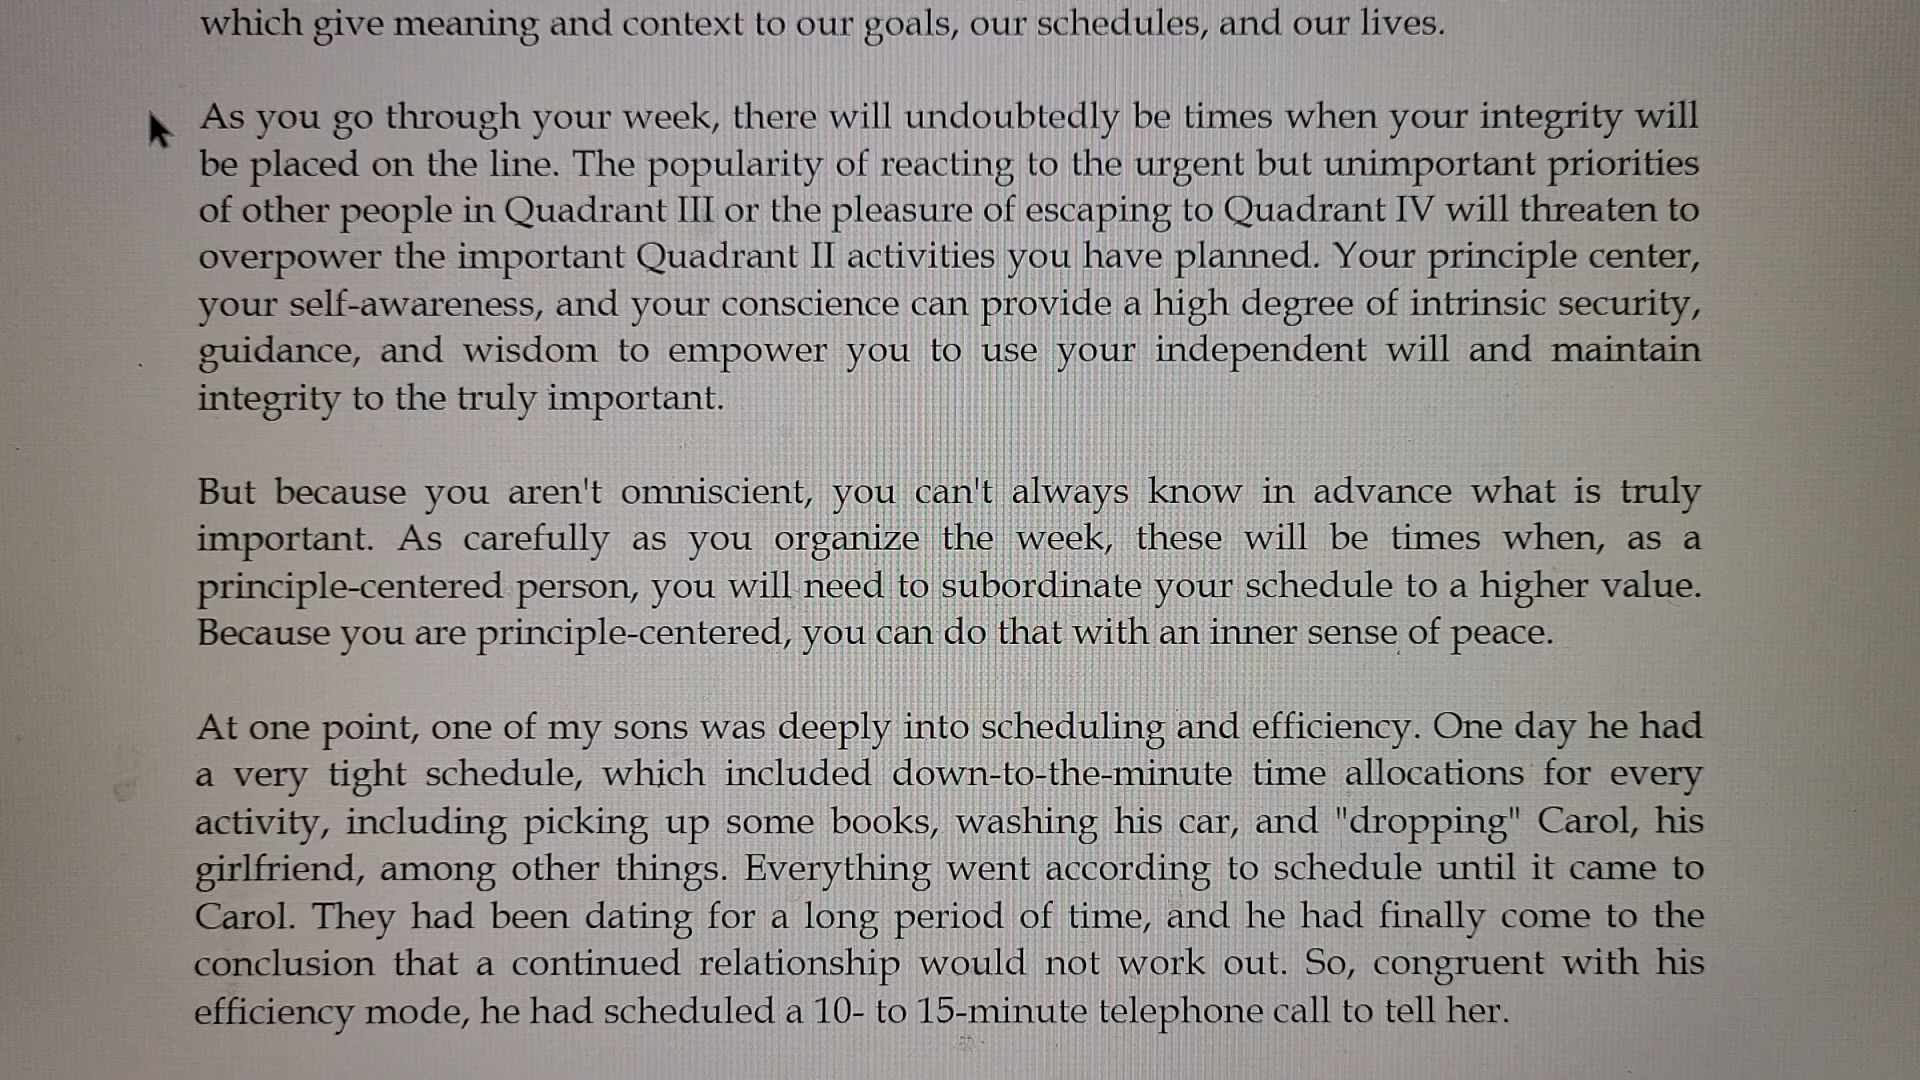 which give meaning and context to our goals, our schedules, and our lives.
As you go through your week, there will undoubtedly be times when your integrity will
be placed on the line. The popularity of reacting to the urgent but unimportant priorities
of other people in Quadrant III or the pleasure of escaping to Quadrant IV will threaten to
overpower the important Quadrant II activities you have planned. Your principle center,
your self-awareness, and your conscience can provide a high degree of intrinsic security,
guidance, and wisdom to empower you to use your independent will and maintain
integrity to the truly important.
But because you aren't omniscient, you can't always know in advance what is truly
important. As carefully as you organize the week, these will be times when, as a
principle-centered person, you will need to subordinate your schedule to a higher value.
Because you are principle-centered, you can do that with an inner sense of peace.
At one point, one of my sons was deeply into scheduling and efficiency. One day he had
a very tight schedule, which included down-to-the-minute time allocations for every
activity, including picking up some books, washing his car, and "dropping" Carol, his
girlfriend, among other things. Everything went according to schedule until it came to
Carol. They had been dating for a long period of time, and he had finally come to the
conclusion that a continued relationship would not work out. So, congruent with his
efficiency mode, he had scheduled a 10- to 15-minute telephone call to tell her.